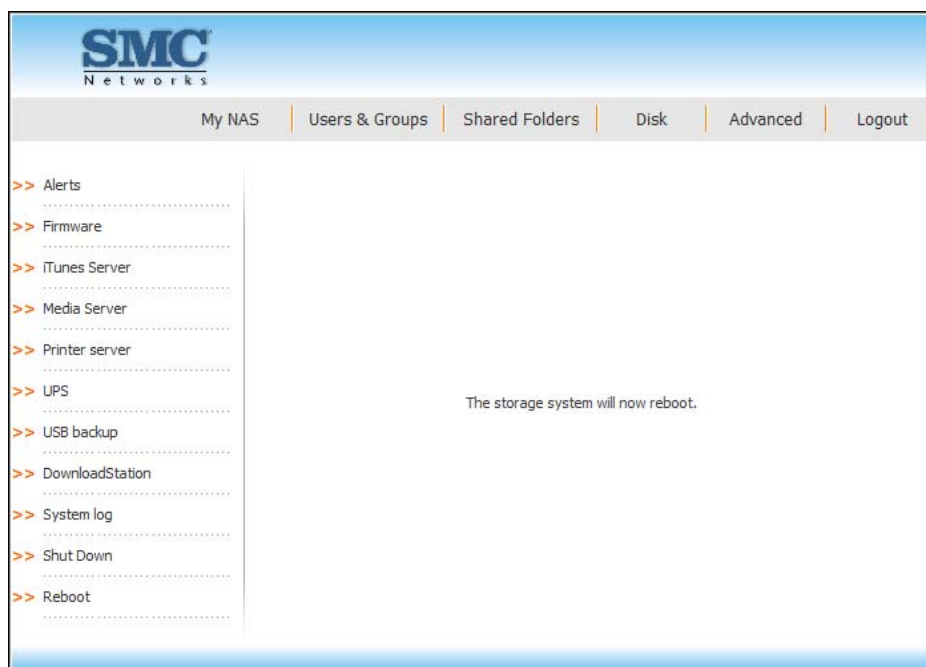 SMC
Networks
My NAS Users & Groups Shared Folders Disk Advanced Logout
>> Alerts
>> Firmware
>> iTunes Server
>> Media Server
>> Printer server
>> UPS
>> USB backup
>> DownloadStation
>> System log
>> Shut Down
>> Reboot
The storage system will now reboot.